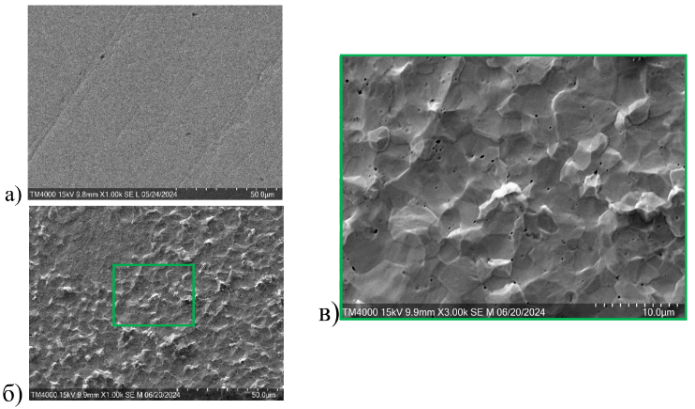 а)
TM4000 15kV 9.8mm X1.00k SE L 05/24/2024 50.0µm
б)
TM4000 15kV 9.9mm X1.00k SE M 06/20/2024 50.0µm
в)
TM4000 15kV 9.9mm X3.00k SE M 06/20/2024 10.0µm